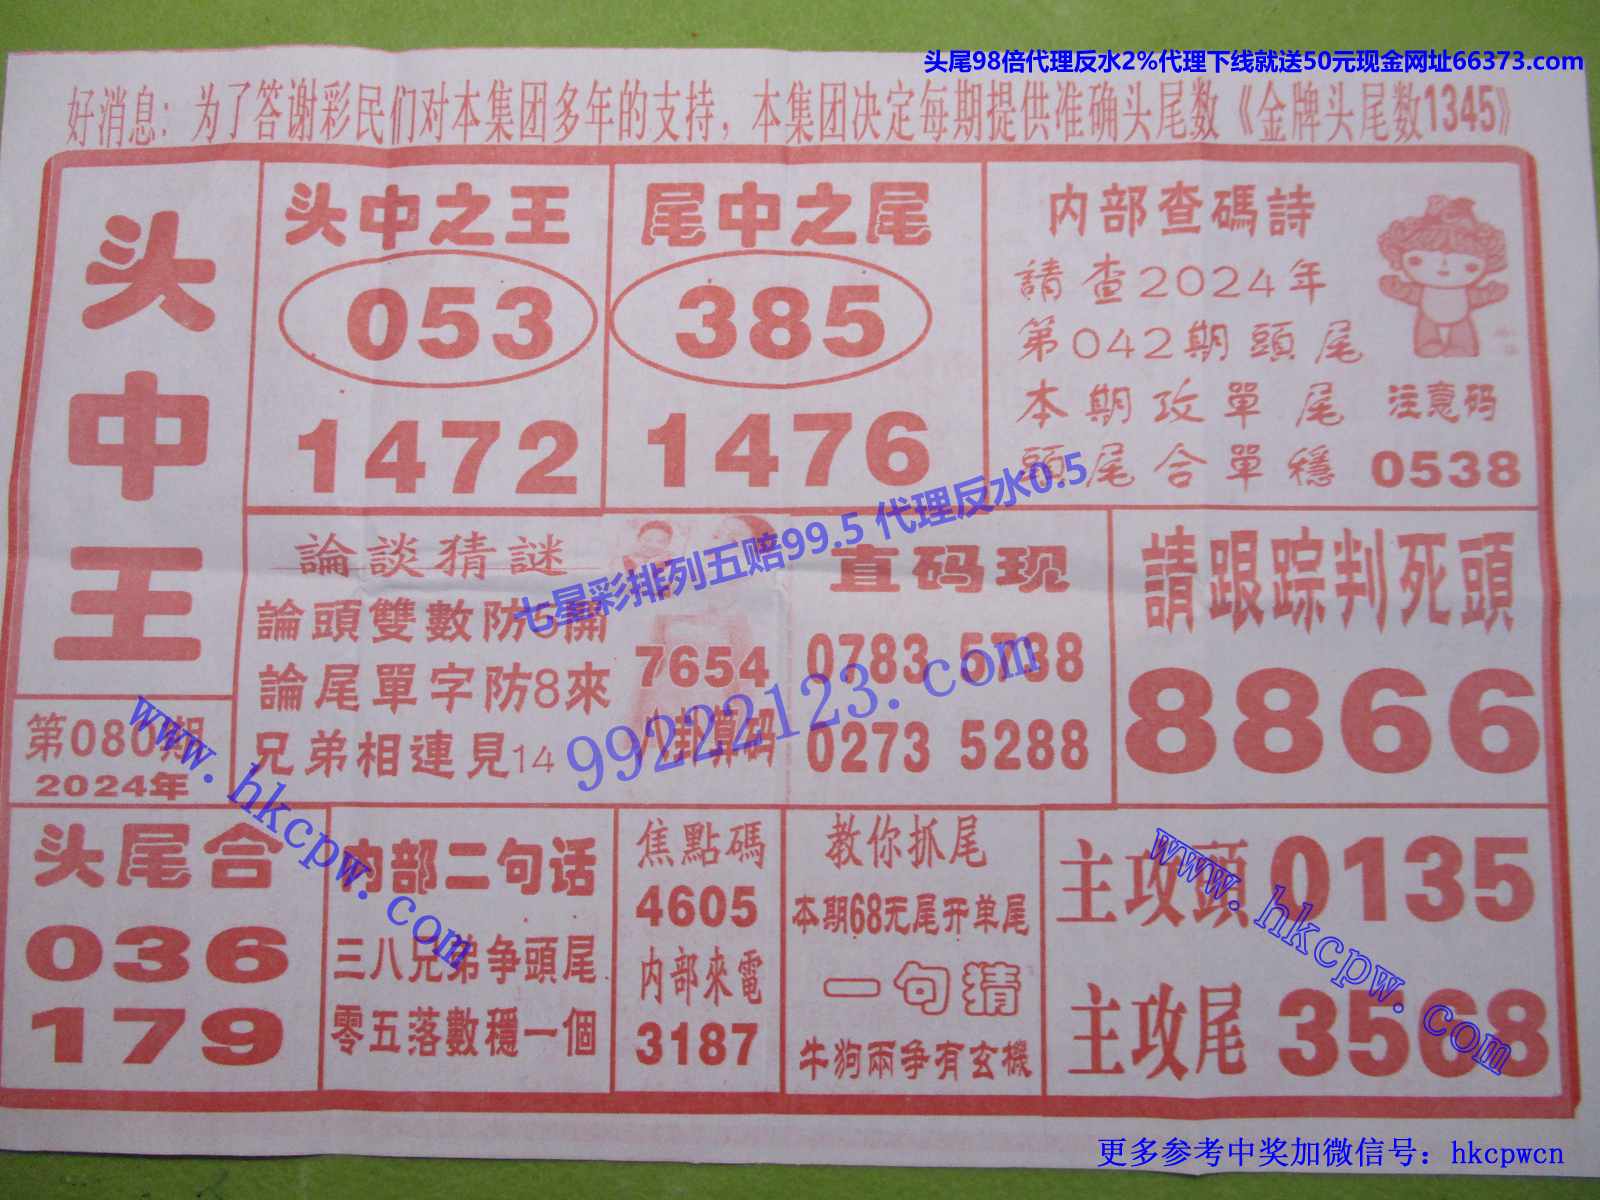 头尾98倍代理反水2%代理下线就送50元现金网址66373.com
好消息：为了答谢彩民们对本集团多年的支持，本集团决定每期提供准确头尾数《金牌头尾数1345》
头中王
第080期
2024年
头中之王
053
1472
尾中之尾
385
1476
内部查碼詩
請查2024年
第042期頭尾
本期攻單尾
頭尾合單穩
注意码
0538
七星彩排列五赔99.5 代理反水0.5
論談猜謎
論頭雙數防5開
論尾單字防8來
兄弟相連見14
7654
八卦算码
直码现
0783 5738
0273 5288
99222123.com
請跟踪判死頭
8866
www.hkcpw.com
头尾合
036
179
内部二句话
三八兄弟争頭尾
零五落數穩一個
焦點碼
4605
内部來電
3187
教你抓尾
本期68无尾开单尾
一句猜
牛狗兩争有玄機
主攻頭0135
主攻尾3568
www.hkcpw.com
更多参考中奖加微信号：hkcpwcn